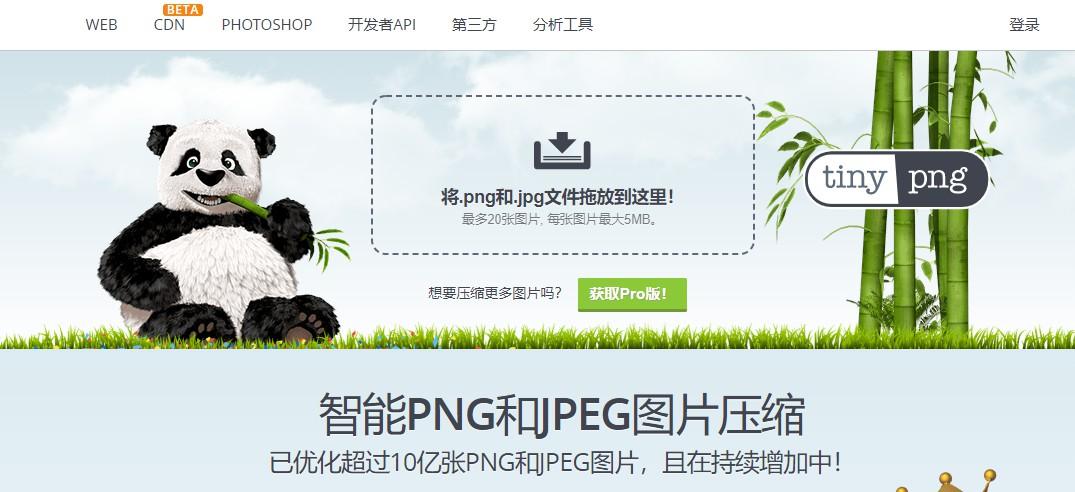 BETA
WEB CDN PHOTOSHOP 开发者API 第三方 分析工具 登录
将.png和.jpg文件拖放到这里！
最多20张图片, 每张图片最大5MB。
tiny png
想要压缩更多图片吗？ 获取Pro版！
智能PNG和JPEG图片压缩
已优化超过10亿张PNG和JPEG图片，且在持续增加中！